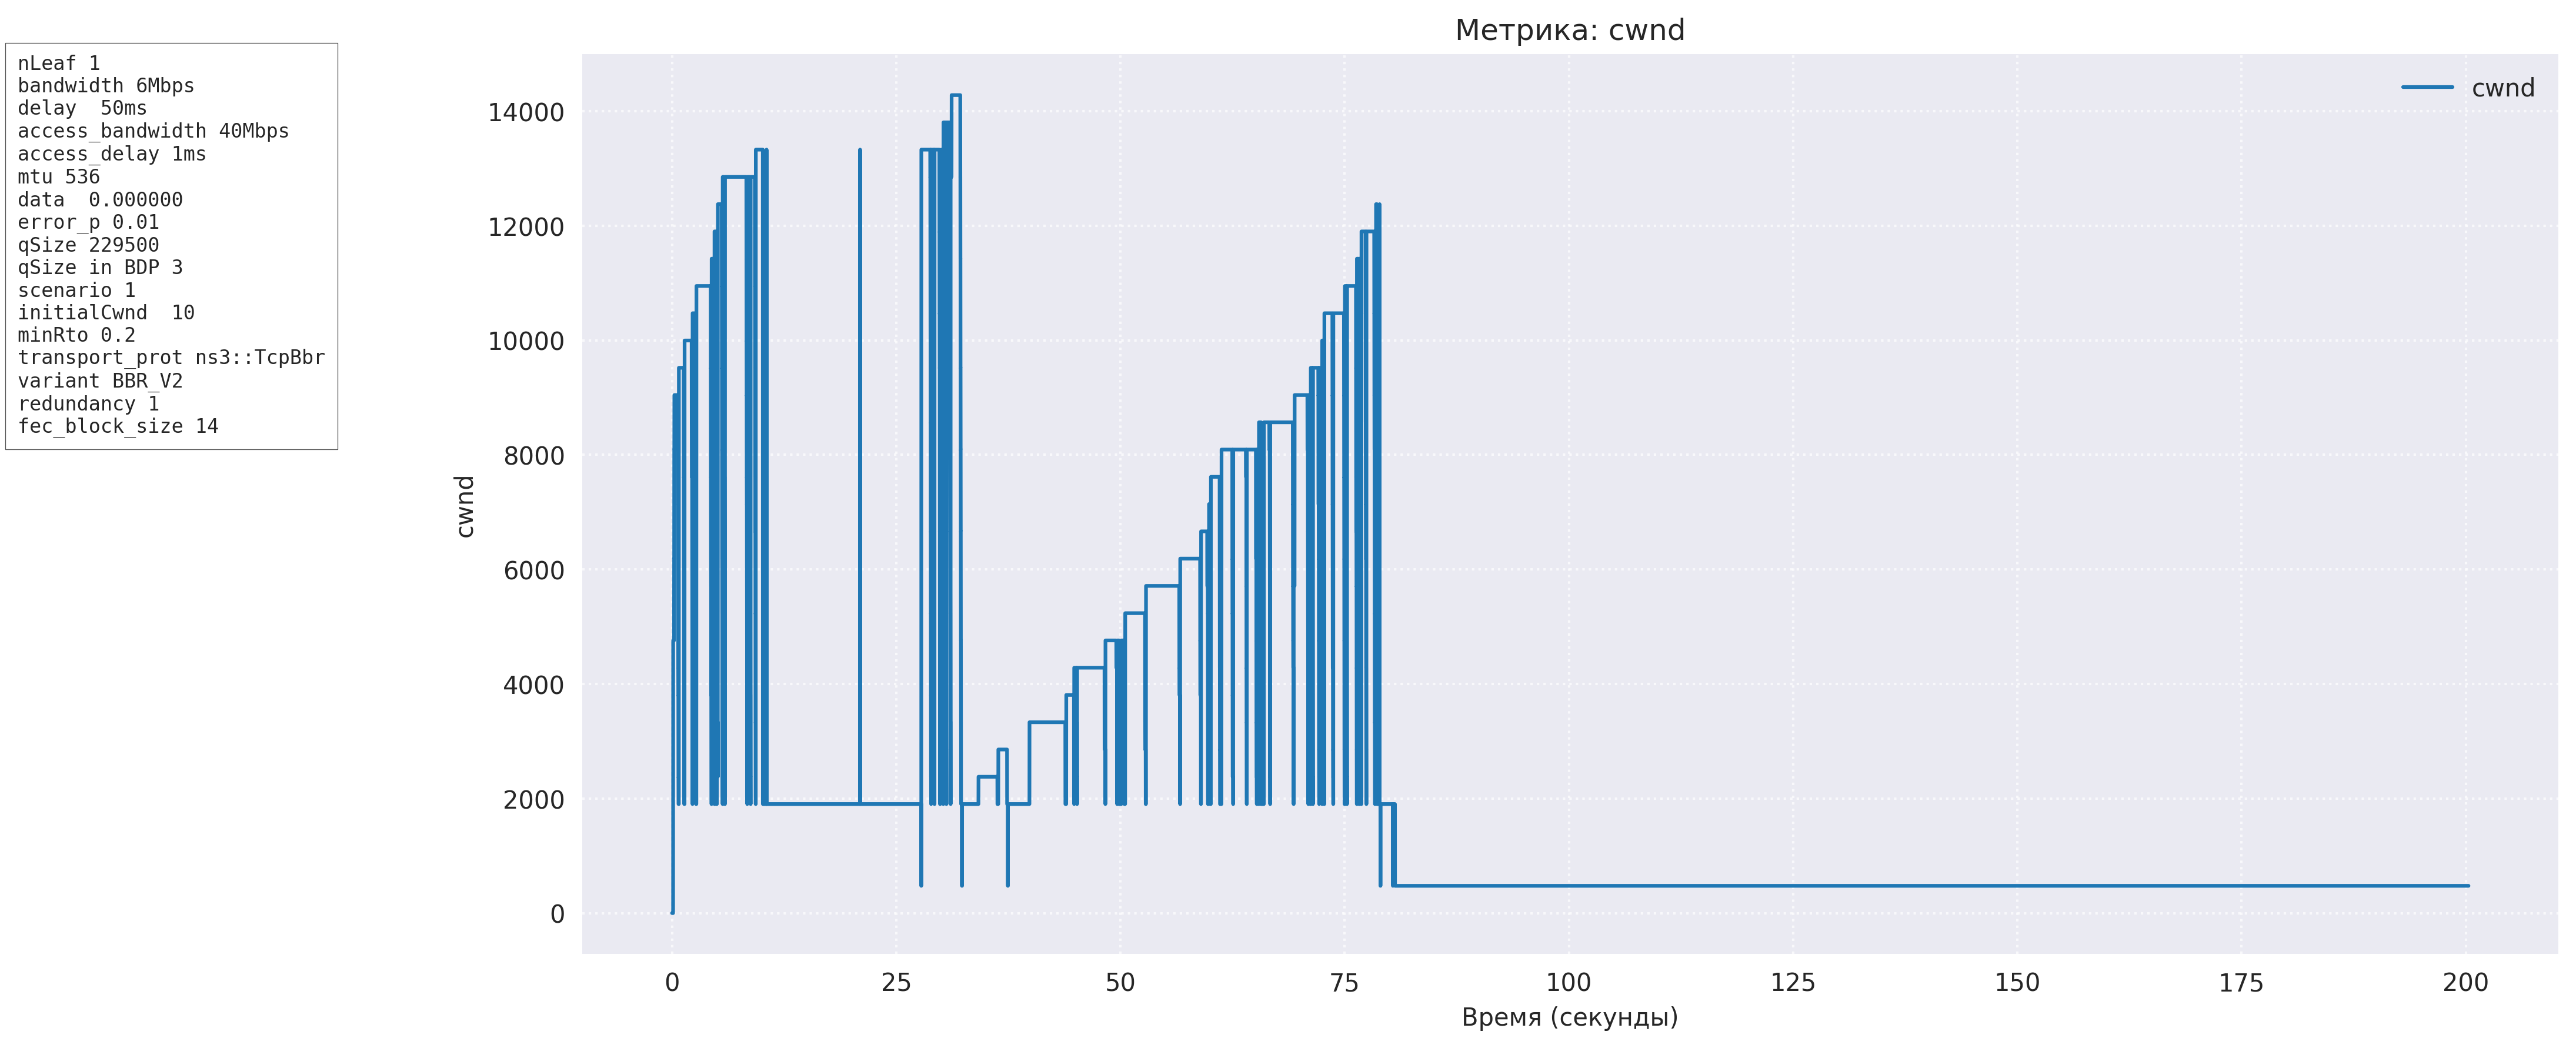 Метрика: cwnd
nLeaf 1
bandwidth 6Mbps
delay  50ms
access_bandwidth 40Mbps
access_delay 1ms
mtu 536
data  0.000000
error_p 0.01
qSize 229500
qSize in BDP 3
scenario 1
initialCwnd  10
minRto 0.2
transport_prot ns3::TcpBbr
variant BBR_V2
redundancy 1
fec_block_size 14
cwnd
14000
12000
10000
8000
6000
4000
2000
0
cwnd
0 25 50 75 100 125 150 175 200
Время (секунды)